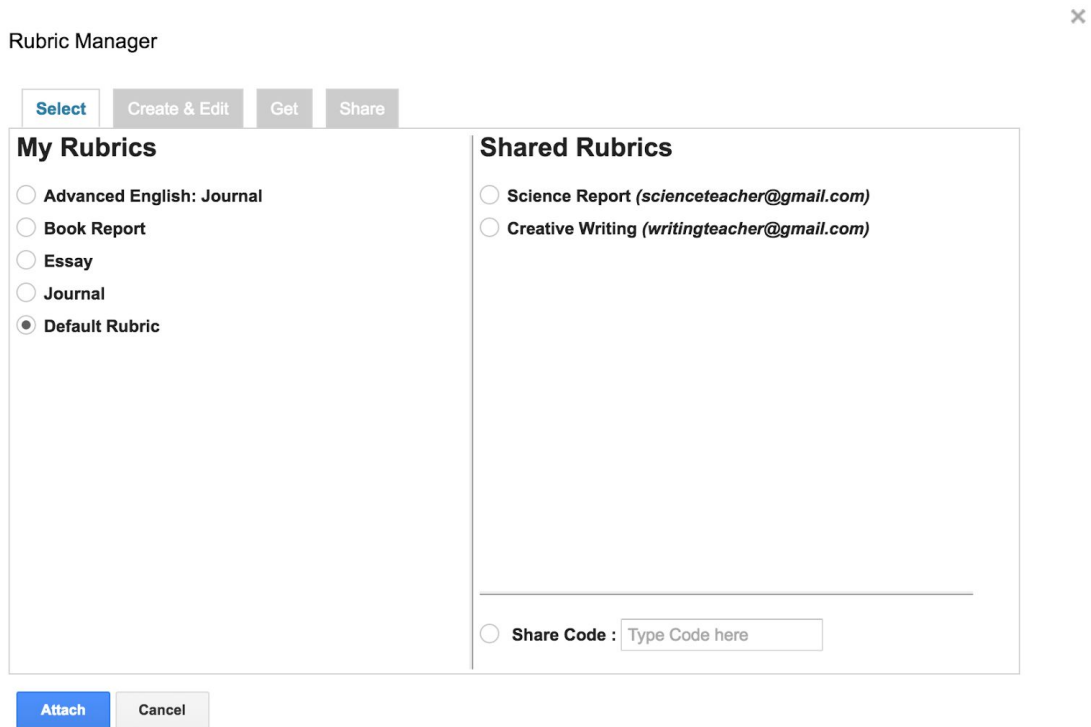 ×
Rubric Manager
Select Create & Edit Get Share
My Rubrics
Advanced English: Journal
Book Report
Essay
Journal
Default Rubric
Shared Rubrics
Science Report (scienceteacher@gmail.com)
Creative Writing (writingteacher@gmail.com)
Share Code : Type Code here
Attach Cancel